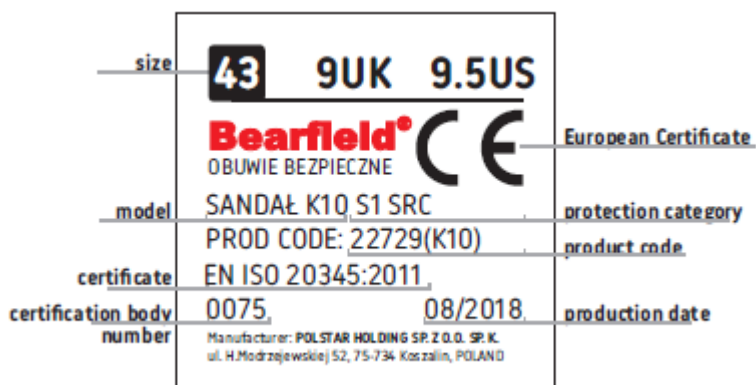 size 43 9UK 9.5US
Bearfield® CE European Certificate
OBUWIE BEZPIECZNE
model SANDAŁ K10 S1 SRC protection category
PROD CODE: 22729(K10) product code
certificate EN ISO 20345:2011
certification body number 0075 08/2018 production date
Manufacturer: POLSTAR HOLDING SP. Z O.O. SP. K.
ul. H.Modrzejewskiej 52, 75-734 Koszalin, POLAND